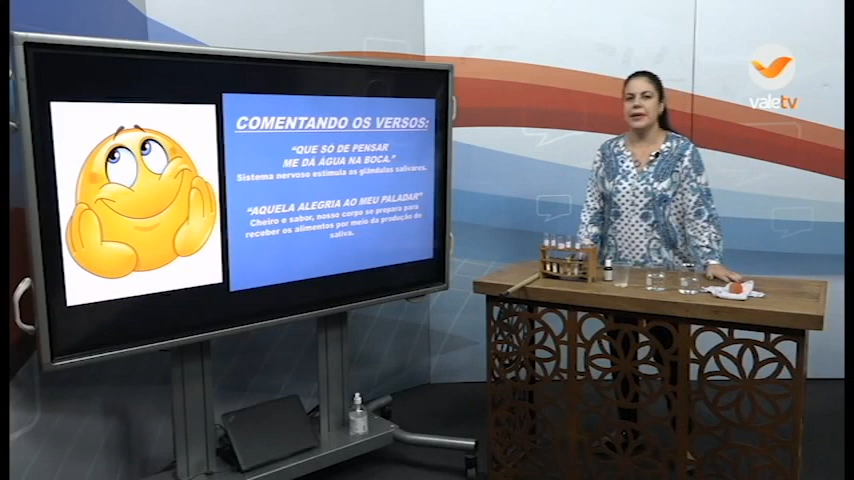 COMENTANDO OS VERSOS:
"QUE SÓ DE PENSAR
ME DÁ ÁGUA NA BOCA."
Sistema nervoso estimula as glândulas salivares.
"AQUELA ALEGRIA AO MEU PALADAR"
Cheiro e sabor, nosso corpo se prepara para
receber os alimentos por meio da produção de
saliva.
valetv